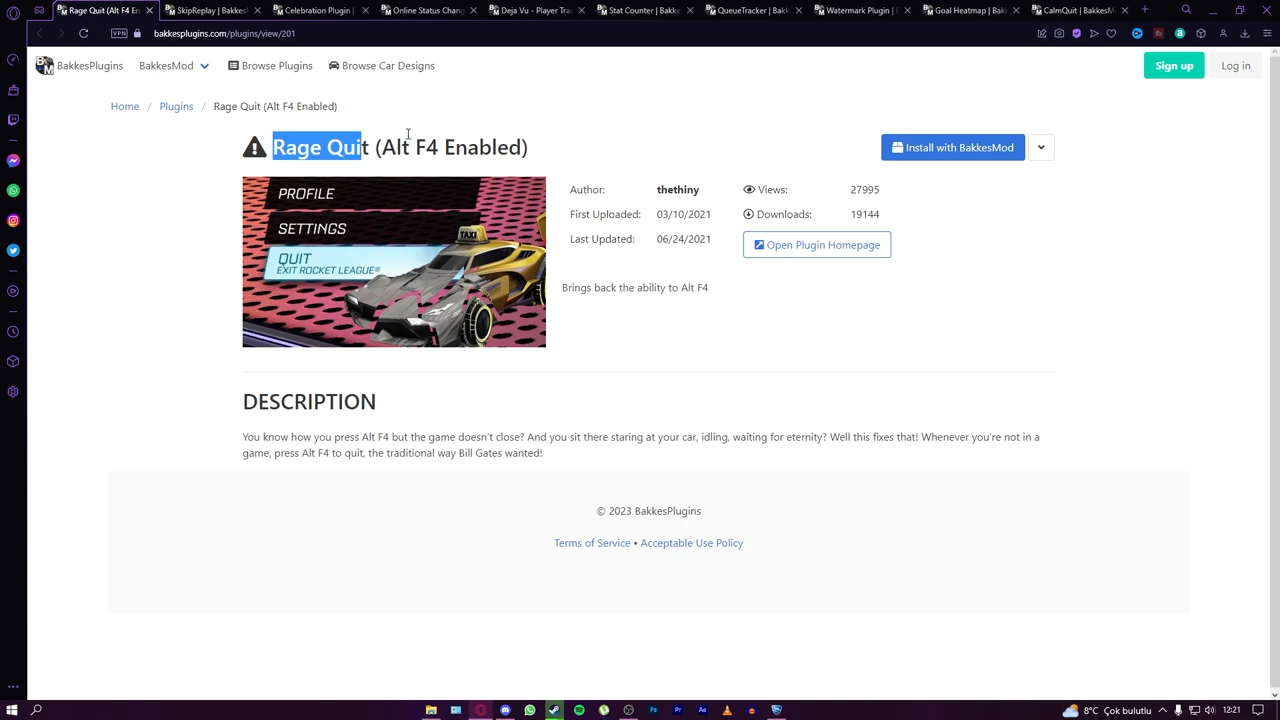 Rage Quit (Alt F4 Enabled)
SkipReplay | BakkesMod
Celebration Plugin
Online Status Chan
Deja Vu - Player Trac
Stat Counter - Bakke
QueueTracker | Bak
Watermark Plugin |
Goal Heatmap | Bak
CalmQuit | BakkesM
VPN
bakkesplugins.com/plugins/view/201
BakkesPlugins
BakkesMod
Browse Plugins
Browse Car Designs
Sign up
Log in
Home / Plugins / Rage Quit (Alt F4 Enabled)
Rage Quit (Alt F4 Enabled)
Install with BakkesMod
PROFILE
SETTINGS
QUIT
EXIT ROCKET LEAGUE®
TAXI
Author: thethiny
First Uploaded: 03/10/2021
Last Updated: 06/24/2021
Views: 27995
Downloads: 19144
Open Plugin Homepage
Brings back the ability to Alt F4
DESCRIPTION
You know how you press Alt F4 but the game doesn't close? And you sit there staring at your car, idling, waiting for eternity? Well this fixes that! Whenever you're not in a
game, press Alt F4 to quit, the traditional way Bill Gates wanted!
© 2023 BakkesPlugins
Terms of Service • Acceptable Use Policy
8°C Çok bulutlu
12:21